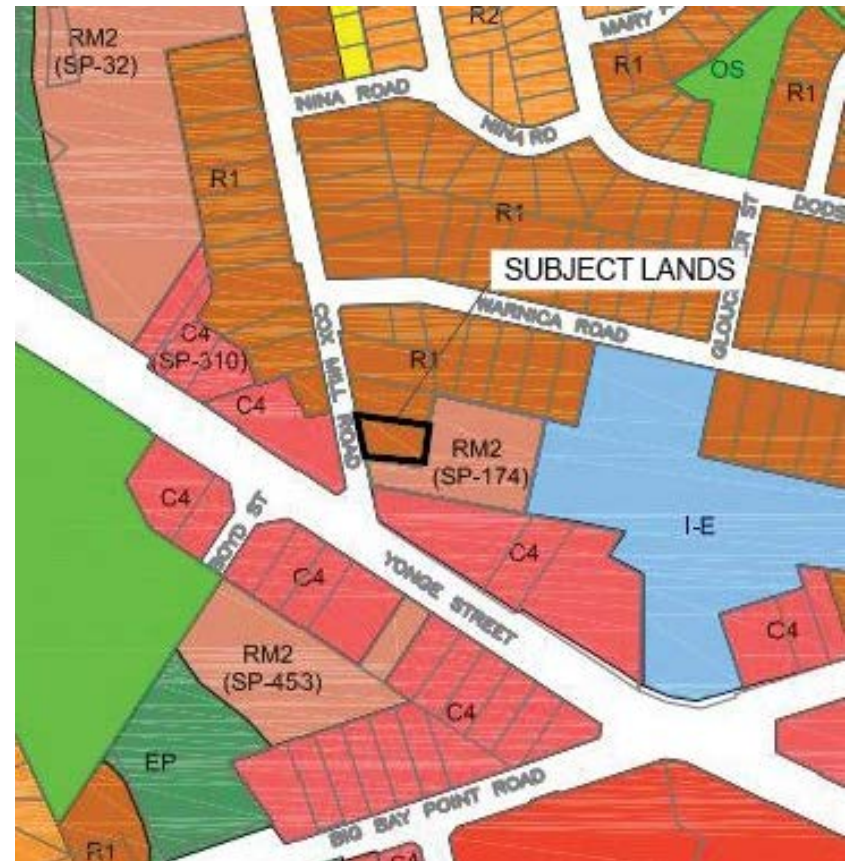 R2
MARY
RM2
(SP-32)
R1
OS
R1
NINA ROAD
NINA RD
R1
R1
DODS
SUBJECT LANDS
WARNICA ROAD
C4
(SP-310)
COX MILL ROAD
R1
C4
RM2
(SP-174)
C4
I-E
BOYD ST
C4
YONGE STREET
C4
C4
RM2
(SP-453)
C4
EP
BIG BAY POINT ROAD
R1
C4